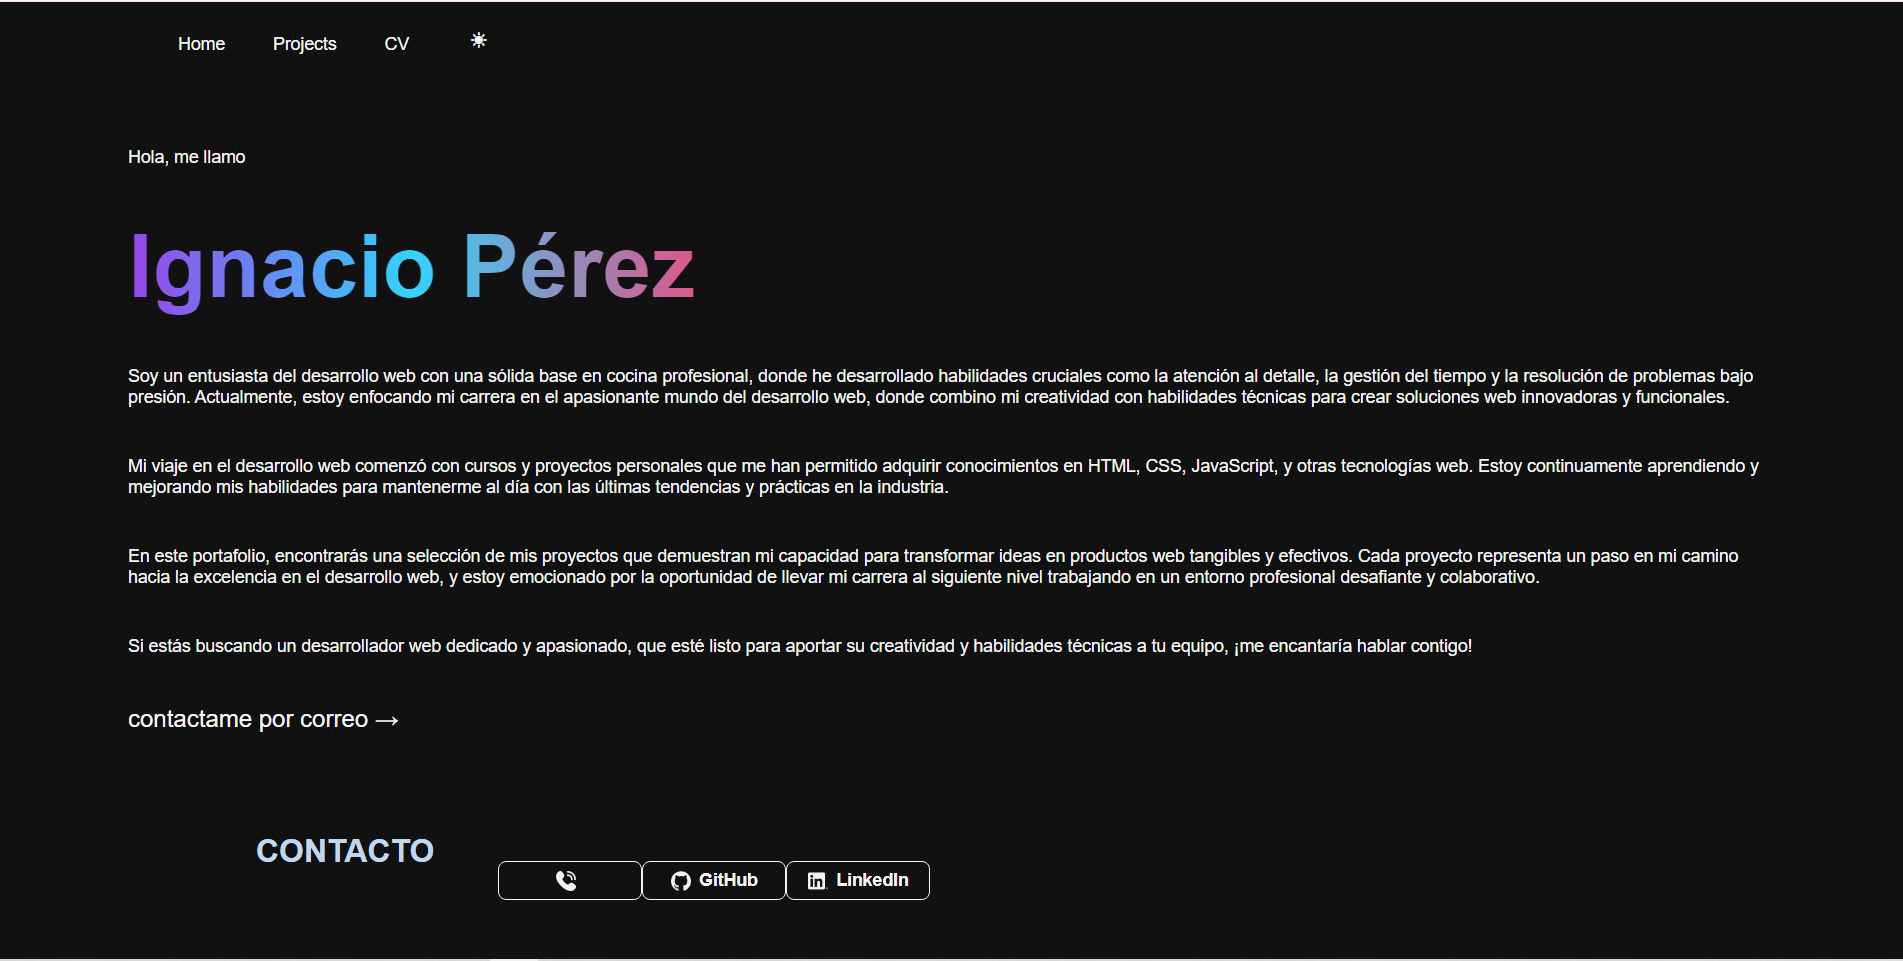 Home Projects CV
Hola, me llamo
Ignacio Pérez
Soy un entusiasta del desarrollo web con una sólida base en cocina profesional, donde he desarrollado habilidades cruciales como la atención al detalle, la gestión del tiempo y la resolución de problemas bajo
presión. Actualmente, estoy enfocando mi carrera en el apasionante mundo del desarrollo web, donde combino mi creatividad con habilidades técnicas para crear soluciones web innovadoras y funcionales.
Mi viaje en el desarrollo web comenzó con cursos y proyectos personales que me han permitido adquirir conocimientos en HTML, CSS, JavaScript, y otras tecnologías web. Estoy continuamente aprendiendo y
mejorando mis habilidades para mantenerme al día con las últimas tendencias y prácticas en la industria.
En este portafolio, encontrarás una selección de mis proyectos que demuestran mi capacidad para transformar ideas en productos web tangibles y efectivos. Cada proyecto representa un paso en mi camino
hacia la excelencia en el desarrollo web, y estoy emocionado por la oportunidad de llevar mi carrera al siguiente nivel trabajando en un entorno profesional desafiante y colaborativo.
Si estás buscando un desarrollador web dedicado y apasionado, que esté listo para aportar su creatividad y habilidades técnicas a tu equipo, ¡me encantaría hablar contigo!
contactame por correo →
CONTACTO
GitHub LinkedIn